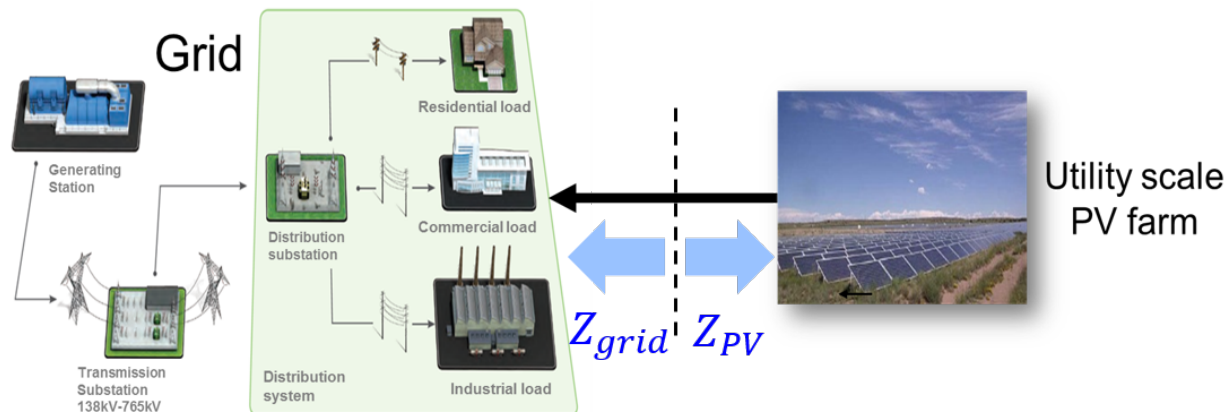 Grid
Generating
Station
Transmission
Substation
138kV-765kV
Distribution
substation
Distribution
system
Residential load
Commercial load
Industrial load
Z_grid
Z_PV
Utility scale
PV farm